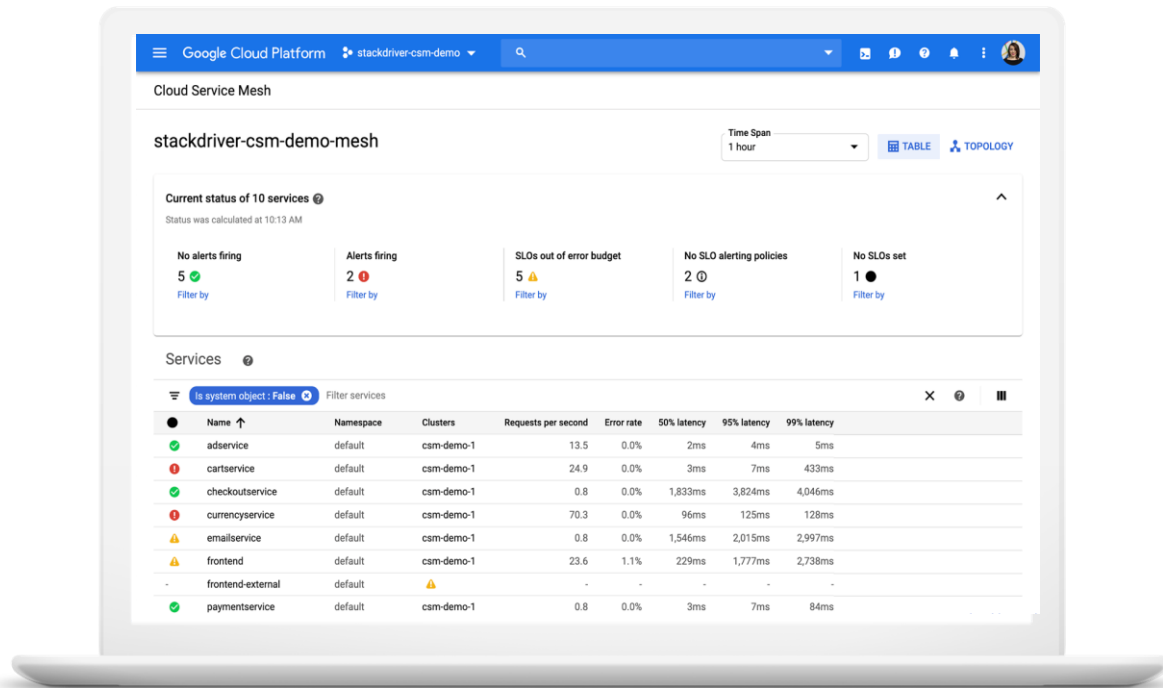 Google Cloud Platform stackdriver-csm-demo
Cloud Service Mesh
stackdriver-csm-demo-mesh
Time Span
1 hour
TABLE
TOPOLOGY
Current status of 10 services
Status was calculated at 10:13 AM
No alerts firing
5
Filter by
Alerts firing
2
Filter by
SLOs out of error budget
5
Filter by
No SLO alerting policies
2
Filter by
No SLOs set
1
Filter by
Services
Is system object : False Filter services
Name Namespace Clusters Requests per second Error rate 50% latency 95% latency 99% latency
adservice default csm-demo-1 13.5 0.0% 2ms 4ms 5ms
cartservice default csm-demo-1 24.9 0.0% 3ms 7ms 433ms
checkoutservice default csm-demo-1 0.8 0.0% 1,833ms 3,824ms 4,046ms
currencyservice default csm-demo-1 70.3 0.0% 96ms 125ms 128ms
emailservice default csm-demo-1 0.8 0.0% 1,546ms 2,015ms 2,997ms
frontend default csm-demo-1 23.6 1.1% 229ms 1,777ms 2,738ms
- frontend-external default - - - - -
paymentservice default csm-demo-1 0.8 0.0% 3ms 7ms 84ms